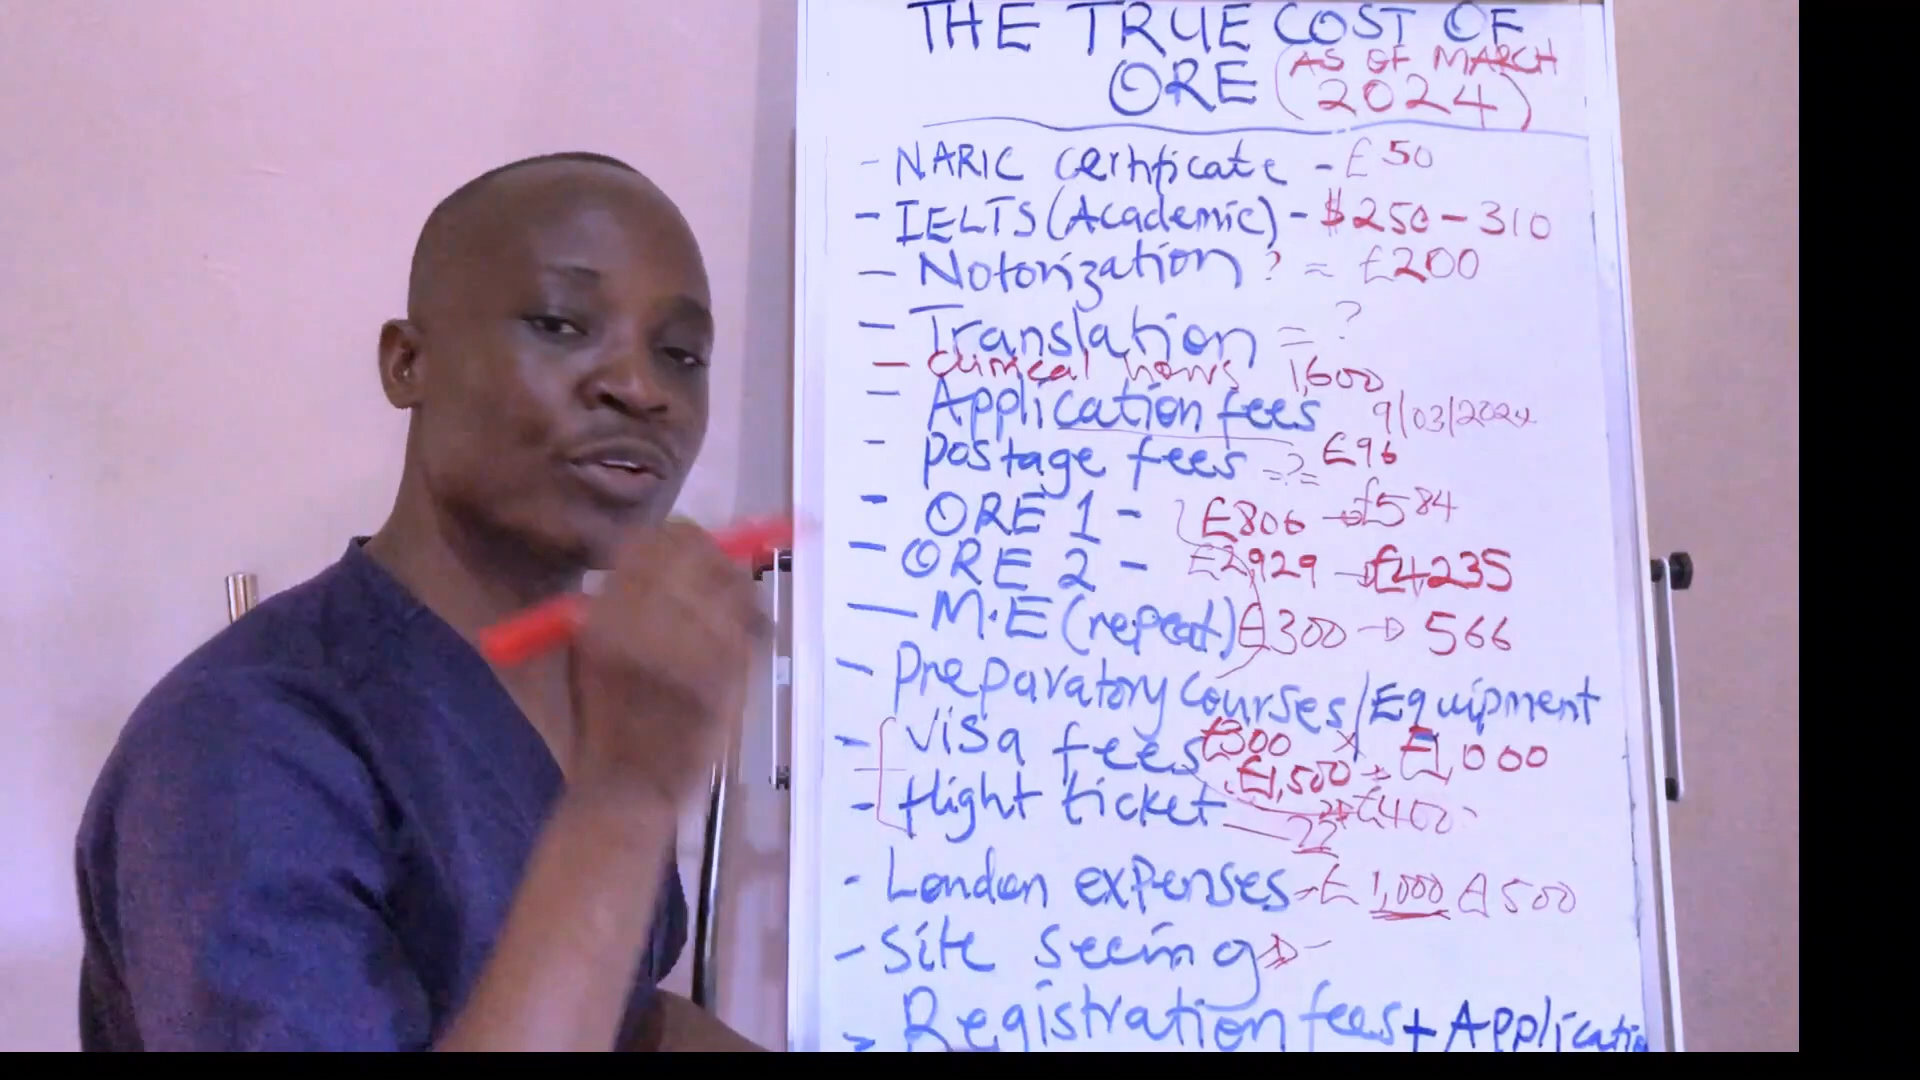 THE TRUE COST OF
ORE (AS OF MARCH
2024)
- NARIC certificate - £50
- IELTS (Academic) - $250 - 310
- Notorization ? = £200
- Translation = ?
- clinical hours 1,600
- Application fees 9/03/2024
- postage fees =?= £96
- ORE 1 - £806 → £584
- ORE 2 - £2929 → £4235
- M.E (repeat) £300 → 566
- Preparatory courses/Equipment
- visa fees £300 × £1,000
£1,500
- flight ticket
- London expenses - £1,000 £1500
- Site seeing
- Registration fees + Applicatio